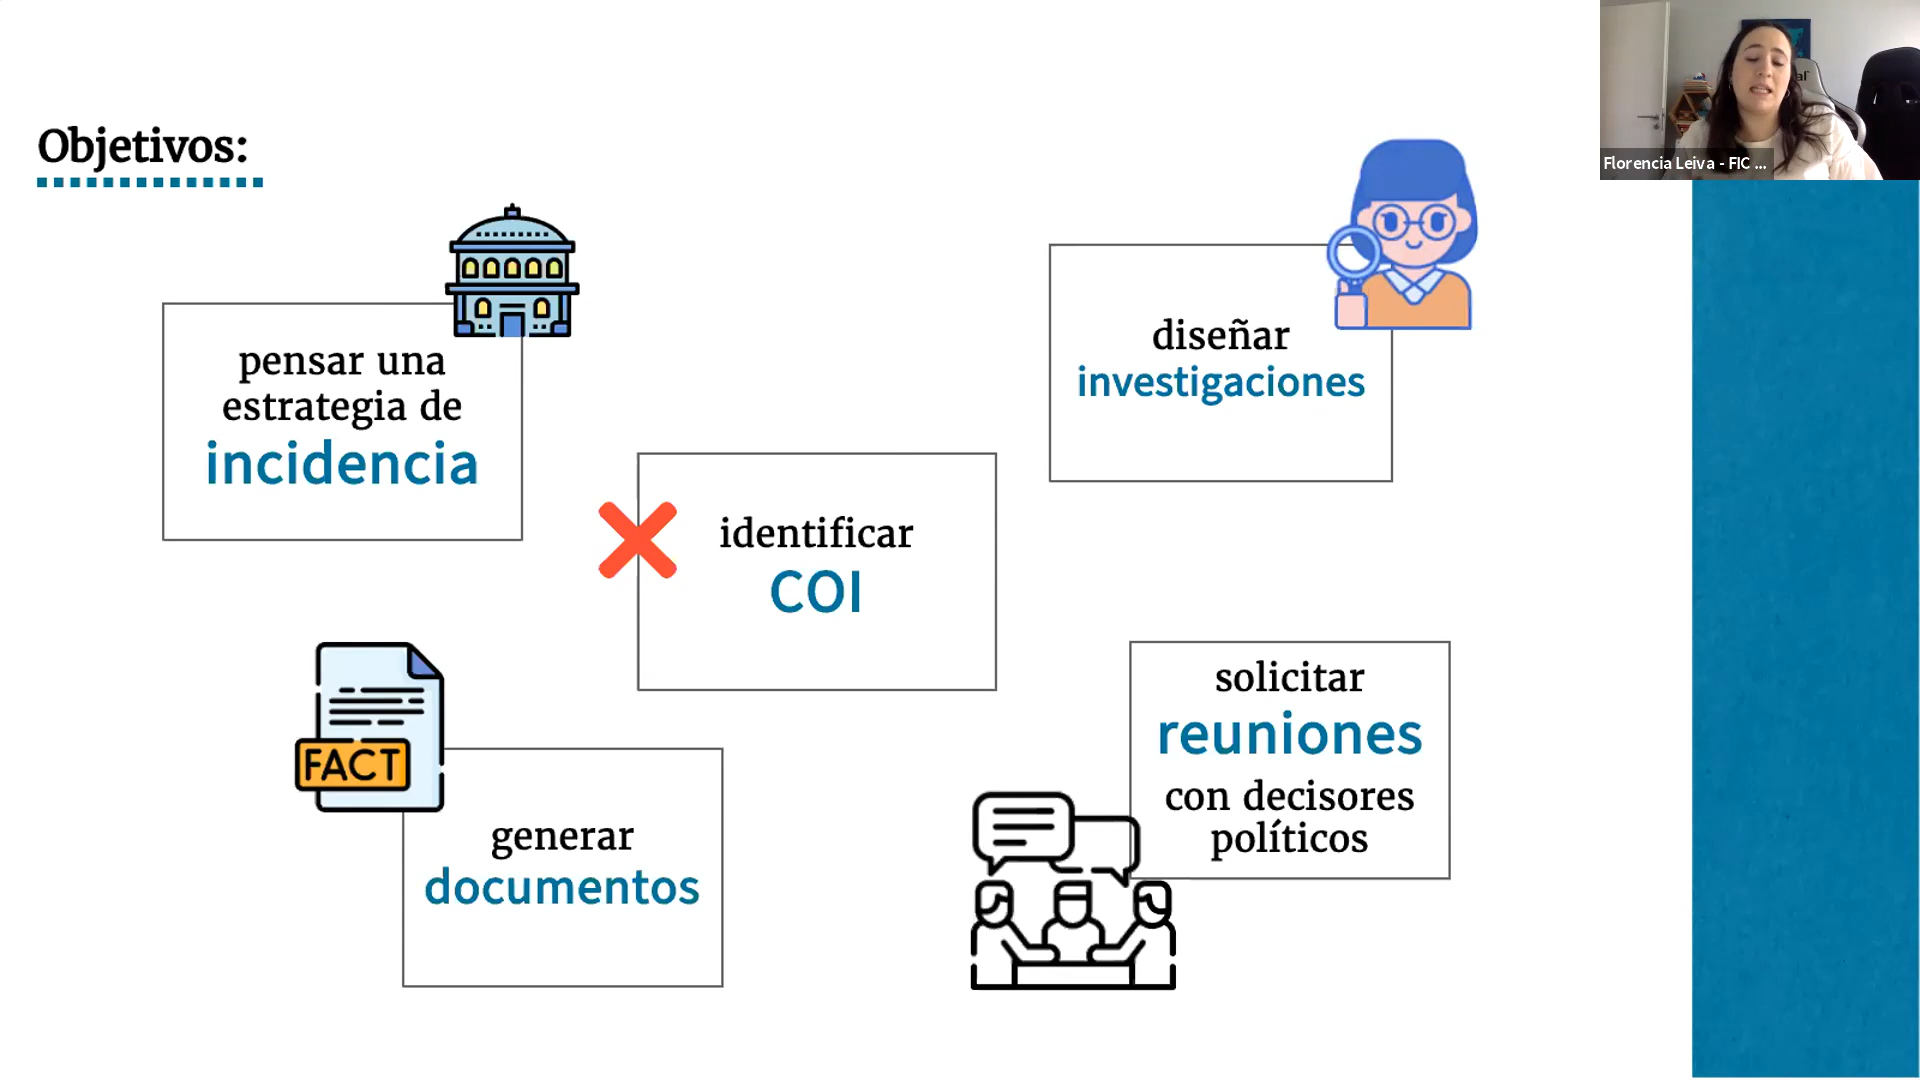 Objetivos:
pensar una
estrategia de
incidencia
diseñar
investigaciones
identificar
COI
FACT
generar
documentos
solicitar
reuniones
con decisores
políticos
Florencia Leiva - FIC ...